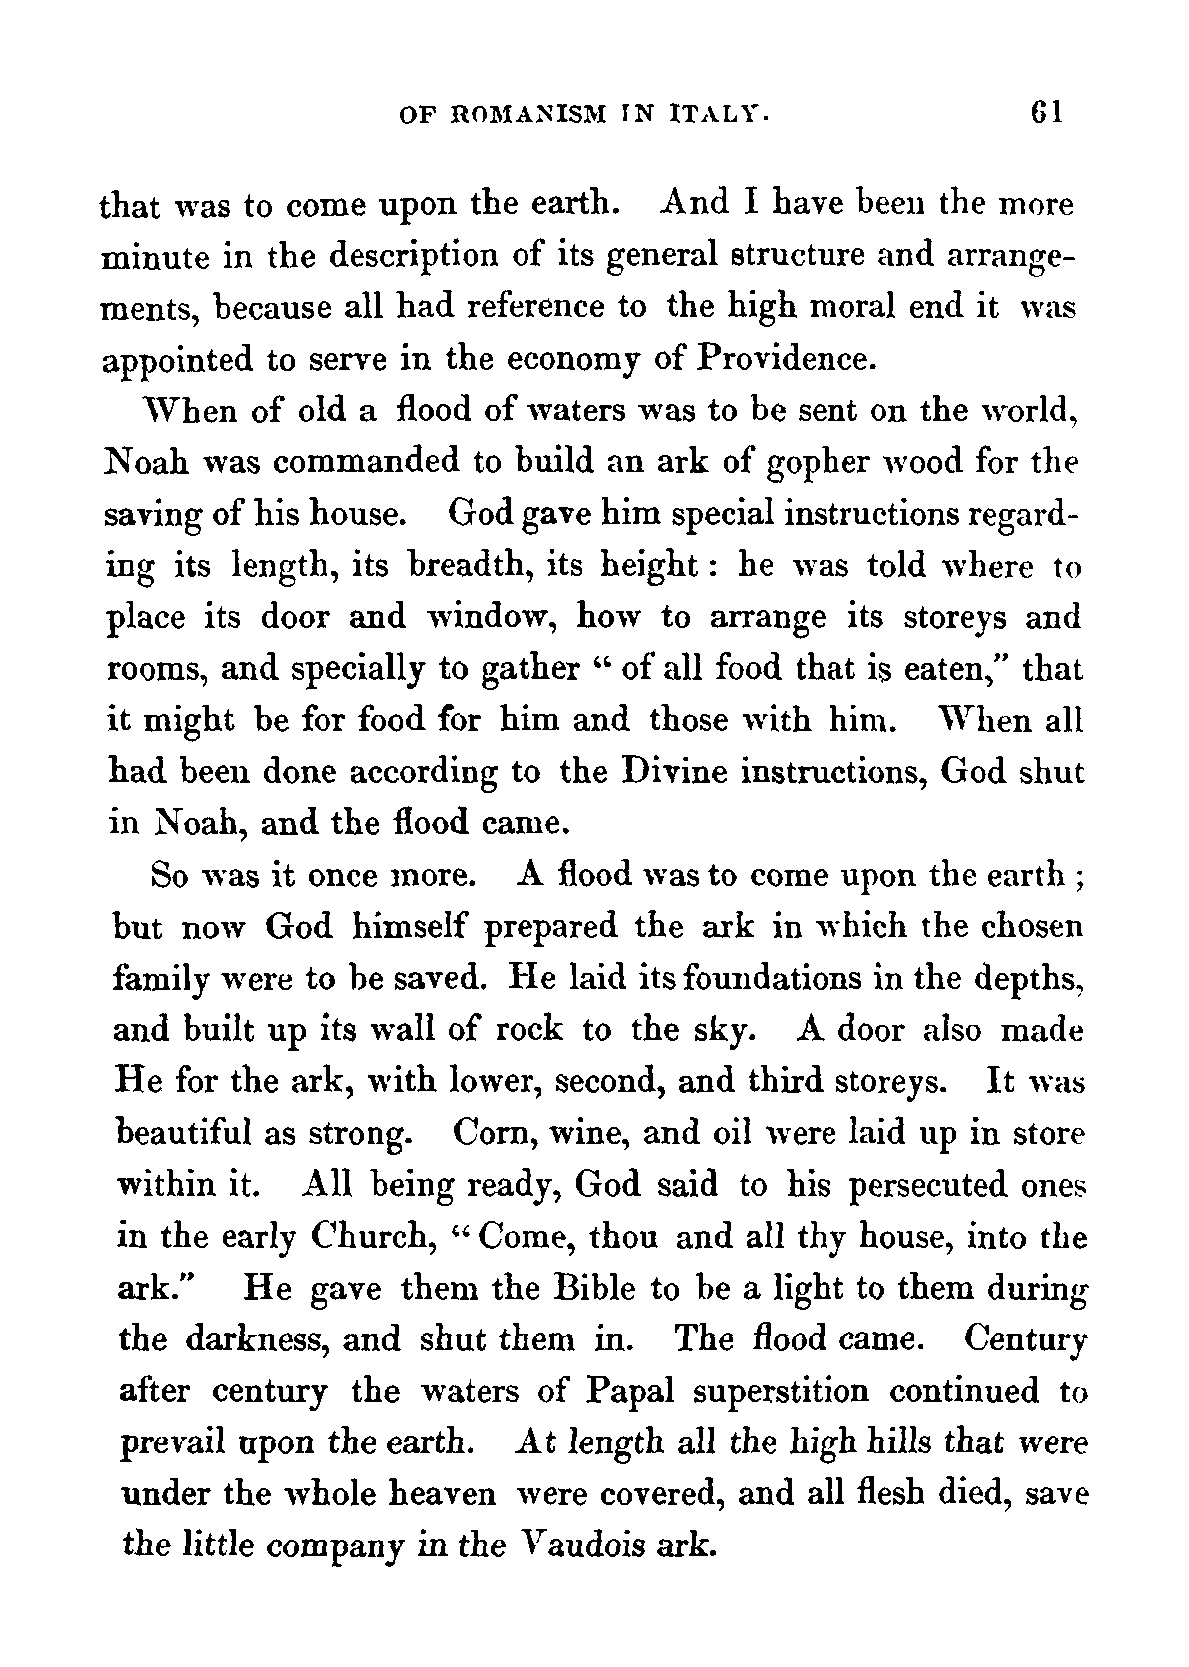 OF ROMANISM IN ITALY. 61
that was to come upon the earth. And I have been the more
minute in the description of its general structure and arrange-
ments, because all had reference to the high moral end it was
appointed to serve in the economy of Providence.
When of old a flood of waters was to be sent on the world,
Noah was commanded to build an ark of gopher wood for the
saving of his house. God gave him special instructions regard-
ing its length, its breadth, its height : he was told where to
place its door and window, how to arrange its storeys and
rooms, and specially to gather “ of all food that is eaten,” that
it might be for food for him and those with him. When all
had been done according to the Divine instructions, God shut
in Noah, and the flood came.
So was it once more. A flood was to come upon the earth ;
but now God himself prepared the ark in which the chosen
family were to be saved. He laid its foundations in the depths,
and built up its wall of rock to the sky. A door also made
He for the ark, with lower, second, and third storeys. It was
beautiful as strong. Corn, wine, and oil were laid up in store
within it. All being ready, God said to his persecuted ones
in the early Church, “ Come, thou and all thy house, into the
ark.” He gave them the Bible to be a light to them during
the darkness, and shut them in. The flood came. Century
after century the waters of Papal superstition continued to
prevail upon the earth. At length all the high hills that were
under the whole heaven were covered, and all flesh died, save
the little company in the Vaudois ark.